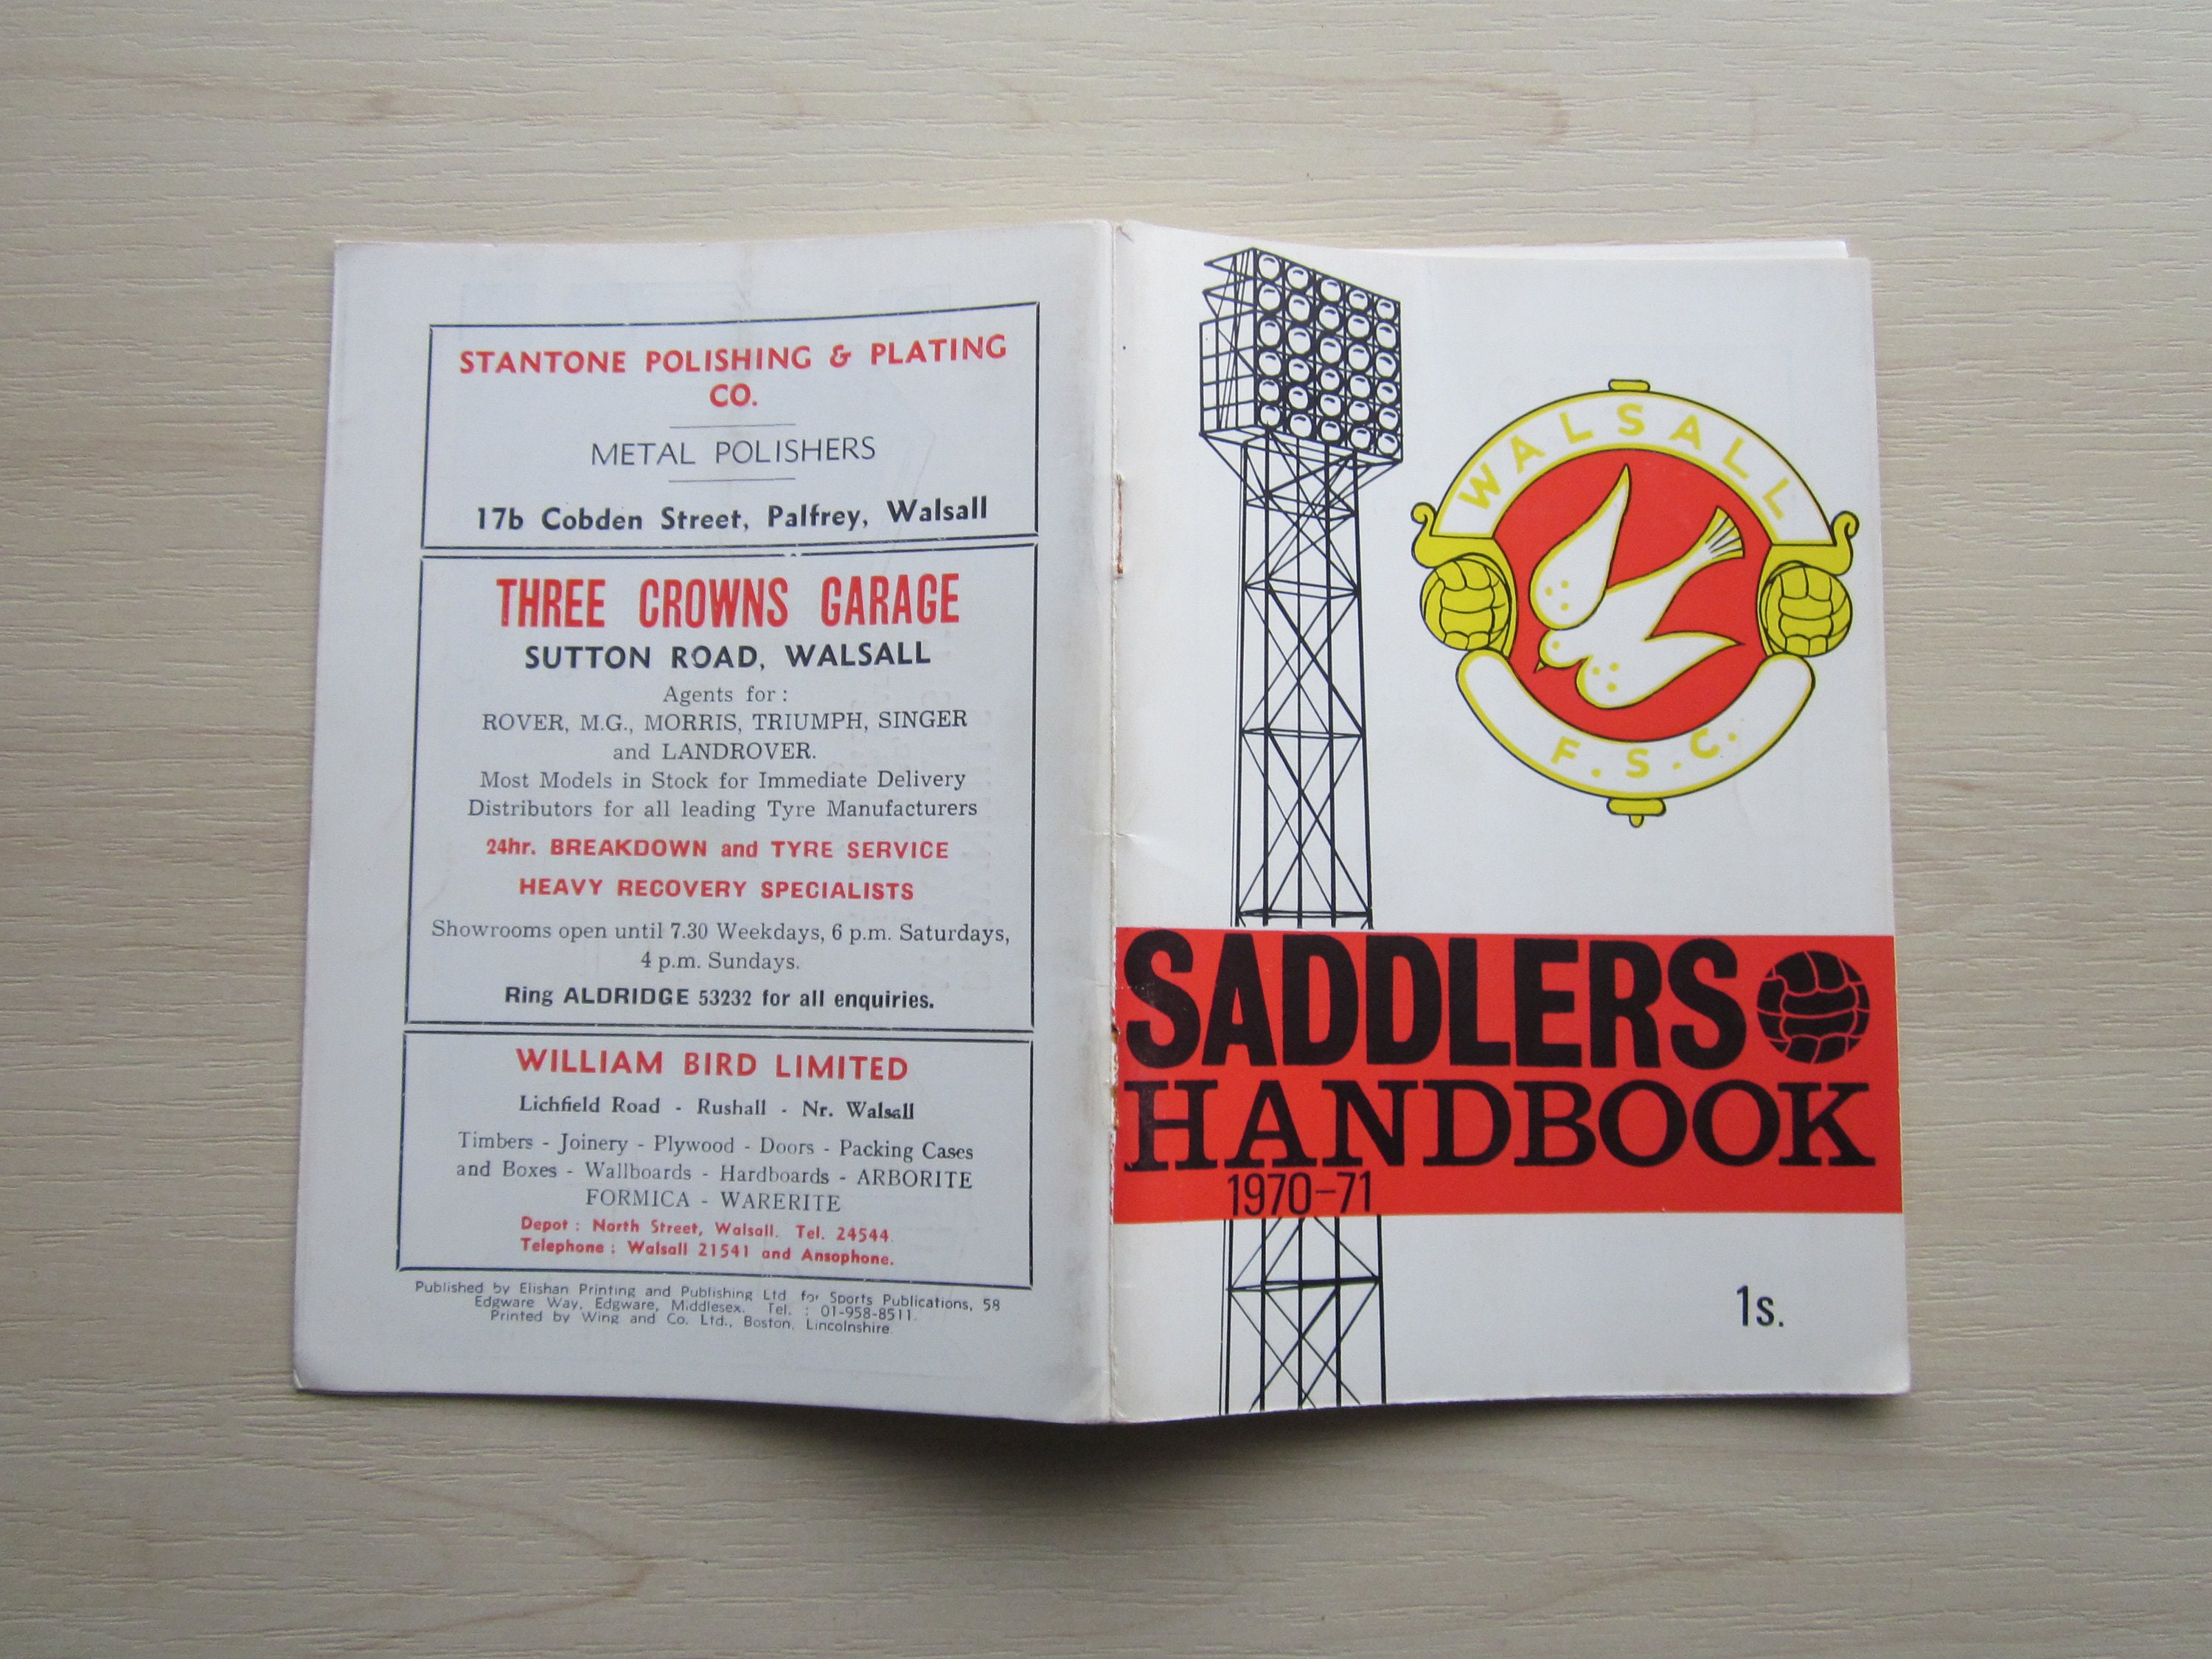 STANTONE POLISHING & PLATING
CO.
METAL POLISHERS
17b Cobden Street, Palfrey, Walsall
THREE CROWNS GARAGE
SUTTON ROAD, WALSALL
Agents for :
ROVER, M.G., MORRIS, TRIUMPH, SINGER
and LANDROVER.
Most Models in Stock for Immediate Delivery
Distributors for all leading Tyre Manufacturers
24hr. BREAKDOWN and TYRE SERVICE
HEAVY RECOVERY SPECIALISTS
Showrooms open until 7.30 Weekdays, 6 p.m. Saturdays,
4 p.m. Sundays.
Ring ALDRIDGE 53232 for all enquiries.
WILLIAM BIRD LIMITED
Lichfield Road - Rushall - Nr. Walsall
Timbers - Joinery - Plywood - Doors - Packing Cases
and Boxes - Wallboards - Hardboards - ARBORITE
FORMICA - WARERITE
Depot : North Street, Walsall. Tel. 24544.
Telephone : Walsall 21541 and Ansophone.
Published by Elishan Printing and Publishing Ltd for Sports Publications, 58
Edgware Way, Edgware, Middlesex. Tel. : 01-958-8511.
Printed by Wing and Co. Ltd., Boston, Lincolnshire.
WALSALL
F.S.C.
SADDLERS
HANDBOOK
1970-71
1s.